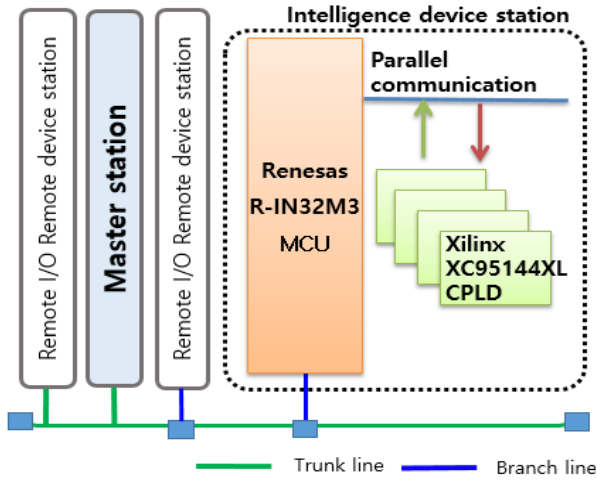 Intelligence device station
Remote I/O Remote device station
Master station
Remote I/O Remote device station
Parallel
communication
Renesas
R-IN32M3
MCU
Xilinx
XC95144XL
CPLD
Trunk line
Branch line